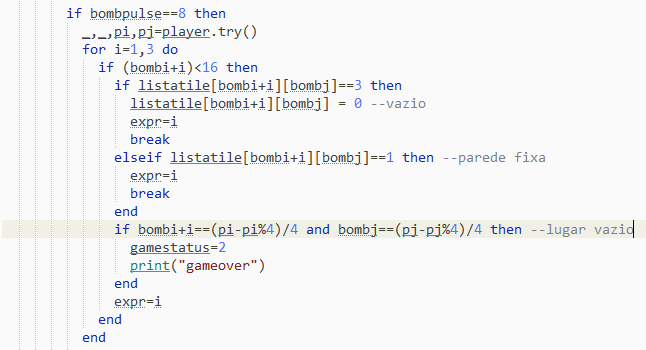 if bombpulse==8 then
_,_,pi,pj=player.try()
for i=1,3 do
if (bombi+i)<16 then
if listatile[bombi+i][bombj]==3 then
listatile[bombi+i][bombj] = 0 --vazio
expr=i
break
elseif listatile[bombi+i][bombj]==1 then --parede fixa
expr=i
break
end
if bombi+i==(pi-pi%4)/4 and bombj==(pj-pj%4)/4 then --lugar vazio
gamestatus=2
print("gameover")
end
expr=i
end
end